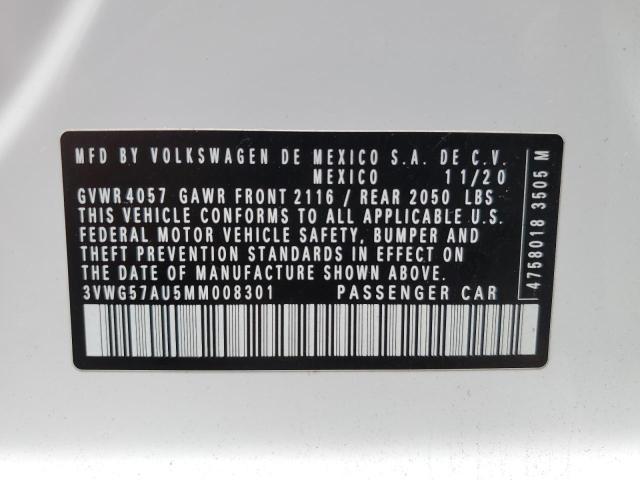 MFD BY VOLKSWAGEN DE MEXICO S.A. DE C.V.
MEXICO 11/20
GVWR 4057 GAWR FRONT 2116 / REAR 2050 LBS
THIS VEHICLE CONFORMS TO ALL APPLICABLE U.S.
FEDERAL MOTOR VEHICLE SAFETY, BUMPER AND
THEFT PREVENTION STANDARDS IN EFFECT ON THE
DATE OF MANUFACTURE SHOWN ABOVE.
3VWG57AU5MM008301 PASSENGER CAR
4758018 3505 M